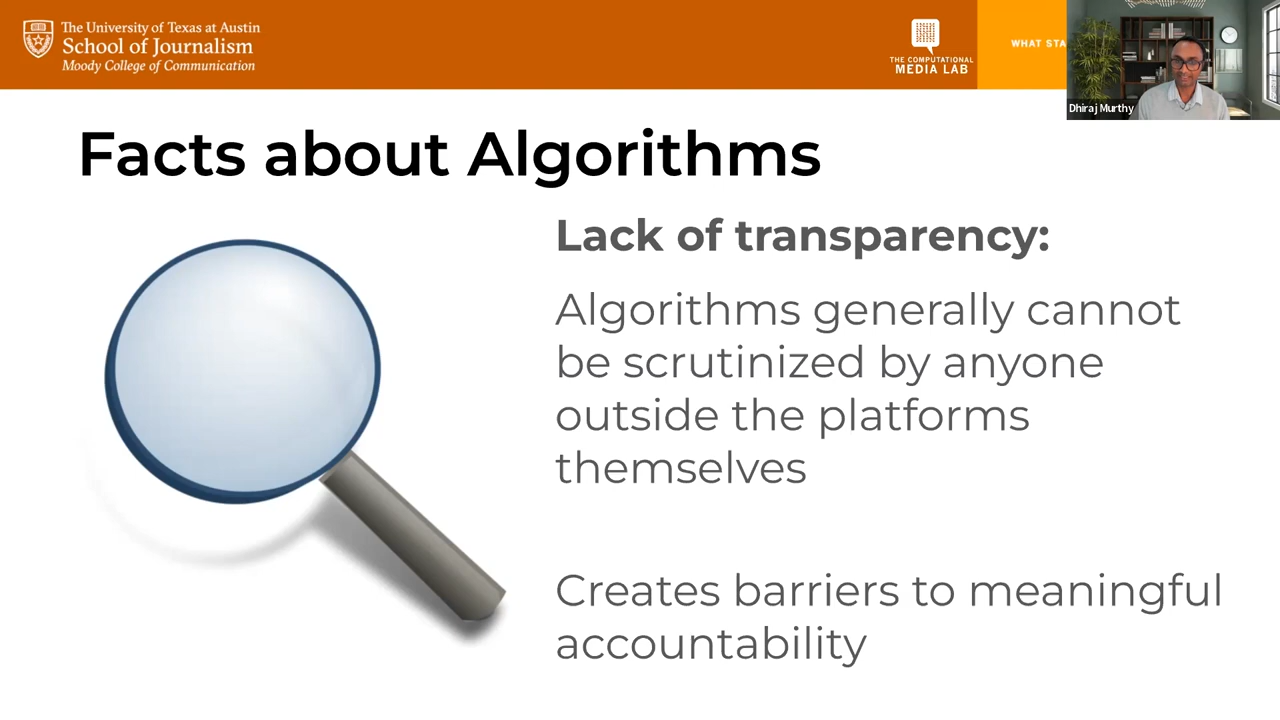 The University of Texas at Austin
School of Journalism
Moody College of Communication
THE COMPUTATIONAL
MEDIA LAB
WHAT STA
Dhiraj Murthy
Facts about Algorithms
Lack of transparency:
Algorithms generally cannot
be scrutinized by anyone
outside the platforms
themselves
Creates barriers to meaningful
accountability